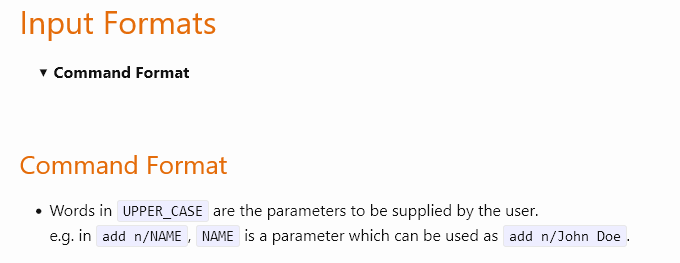 Input Formats
▼ Command Format
Command Format
• Words in UPPER_CASE are the parameters to be supplied by the user.
e.g. in add n/NAME, NAME is a parameter which can be used as add n/John Doe.